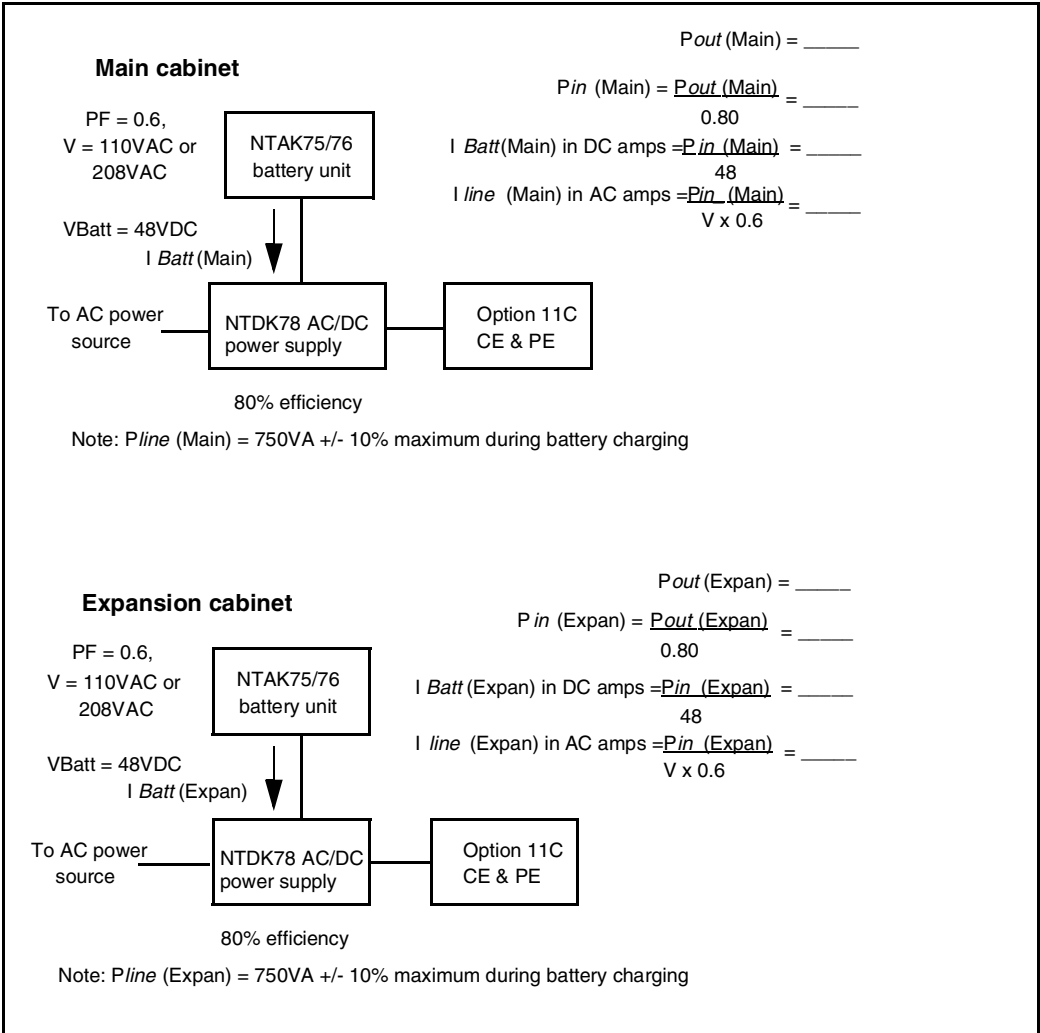 Main cabinet
PF = 0.6,
V = 110VAC or
208VAC
NTAK75/76
battery unit
VBatt = 48VDC
I Batt (Main)
To AC power
source
NTDK78 AC/DC
power supply
Option 11C
CE & PE
80% efficiency
Note: Pline (Main) = 750VA +/- 10% maximum during battery charging
Pout (Main) = _____
Pin (Main) = Pout (Main) = _____
0.80
I Batt(Main) in DC amps =Pin (Main) = _____
48
I line (Main) in AC amps =Pin_ (Main) = _____
V x 0.6
Expansion cabinet
PF = 0.6,
V = 110VAC or
208VAC
NTAK75/76
battery unit
VBatt = 48VDC
I Batt (Expan)
To AC power
source
NTDK78 AC/DC
power supply
Option 11C
CE & PE
80% efficiency
Note: Pline (Expan) = 750VA +/- 10% maximum during battery charging
Pout (Expan) = _____
Pin (Expan) = Pout (Expan) = _____
0.80
I Batt (Expan) in DC amps =Pin (Expan) = _____
48
I line (Expan) in AC amps =Pin (Expan) = _____
V x 0.6